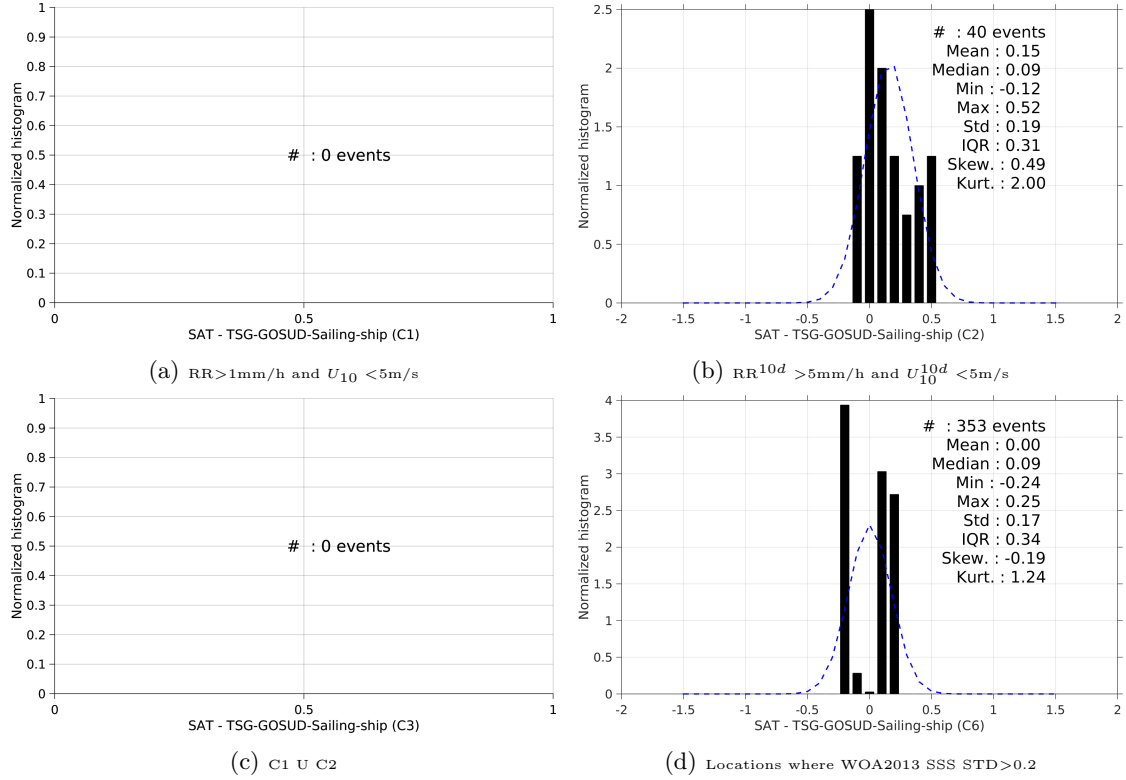 1
0.9
0.8
0.7
0.6
0.5
0.4
0.3
0.2
0.1
0
Normalized histogram
# : 0 events
0 0.5 1
SAT - TSG-GOSUD-Sailing-ship (C1)
(a) RR>1mm/h and U10 <5m/s
2.5
2
1.5
1
0.5
0
Normalized histogram
# : 40 events
Mean : 0.15
Median : 0.09
Min : -0.12
Max : 0.52
Std : 0.19
IQR : 0.31
Skew. : 0.49
Kurt. : 2.00
-2 -1.5 -1 -0.5 0 0.5 1 1.5 2
SAT - TSG-GOSUD-Sailing-ship (C2)
(b) RR10d >5mm/h and U10d10 <5m/s
1
0.9
0.8
0.7
0.6
0.5
0.4
0.3
0.2
0.1
0
Normalized histogram
# : 0 events
0 0.5 1
SAT - TSG-GOSUD-Sailing-ship (C3)
(c) C1 U C2
4
3.5
3
2.5
2
1.5
1
0.5
0
Normalized histogram
# : 353 events
Mean : 0.00
Median : 0.09
Min : -0.24
Max : 0.25
Std : 0.17
IQR : 0.34
Skew. : -0.19
Kurt. : 1.24
-2 -1.5 -1 -0.5 0 0.5 1 1.5 2
SAT - TSG-GOSUD-Sailing-ship (C6)
(d) Locations where WOA2013 SSS STD>0.2